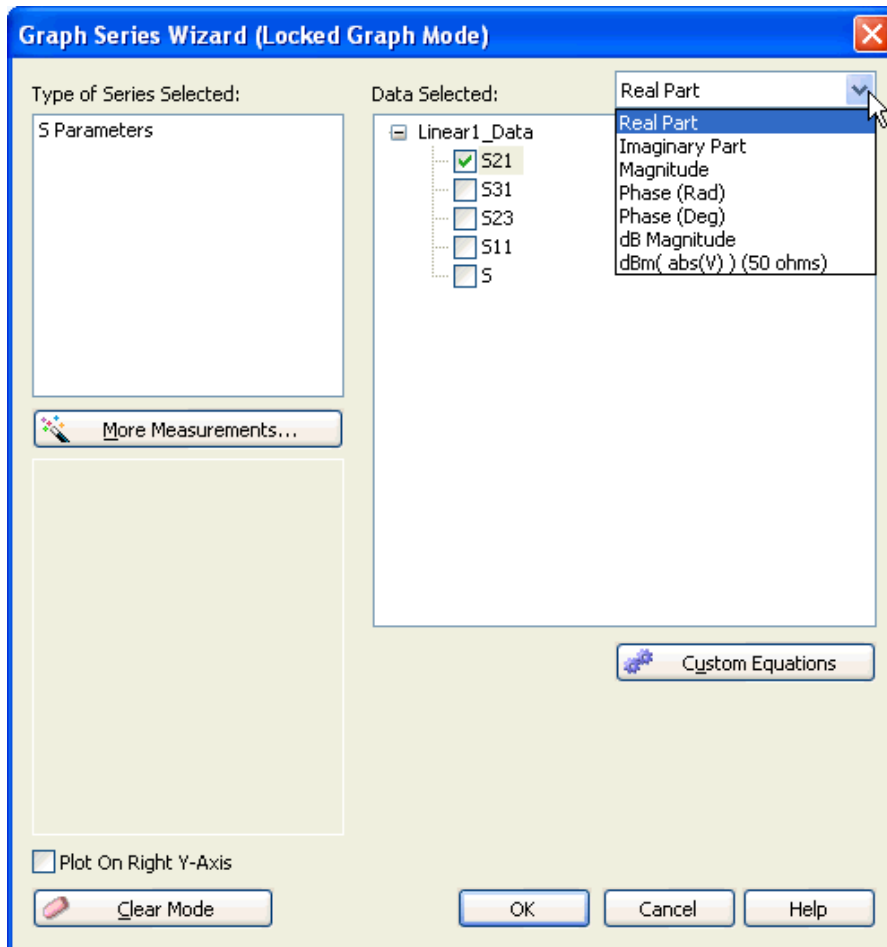 Graph Series Wizard (Locked Graph Mode)
Type of Series Selected:
S Parameters
More Measurements...
Plot On Right Y-Axis
Clear Mode
Data Selected:
Real Part
Real Part
Imaginary Part
Magnitude
Phase (Rad)
Phase (Deg)
dB Magnitude
dBm( abs(V) ) (50 ohms)
Linear1_Data
S21
S31
S23
S11
S
Custom Equations
OK
Cancel
Help